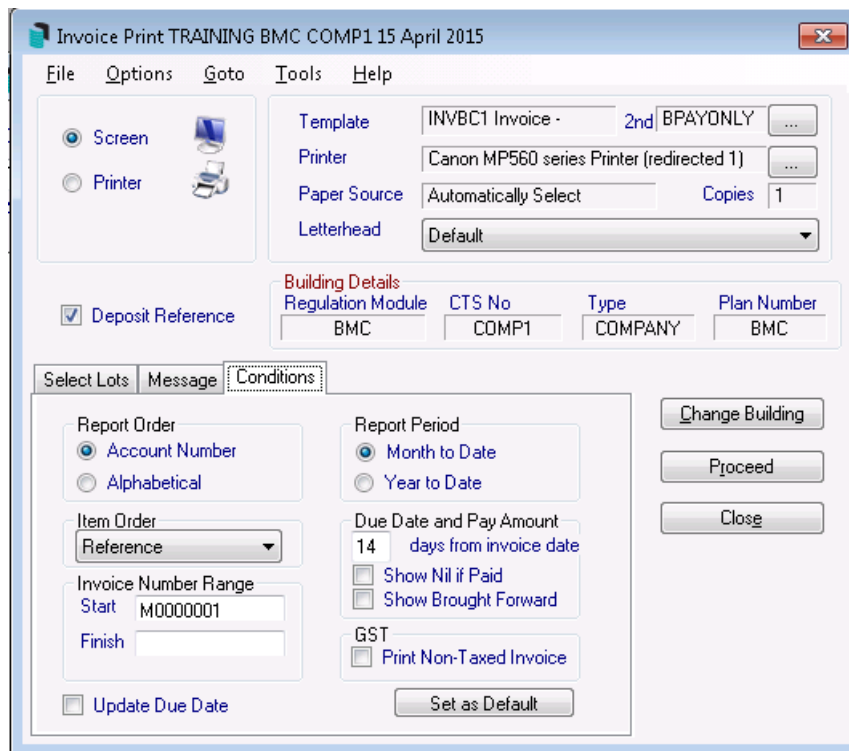 Invoice Print TRAINING BMC COMP1 15 April 2015
File Options Goto Tools Help
Screen
Printer
Template INVBC1 Invoice - 2nd BPAYONLY ...
Printer Canon MP560 series Printer (redirected 1) ...
Paper Source Automatically Select Copies 1
Letterhead Default
Deposit Reference
Building Details
Regulation Module CTS No Type Plan Number
BMC COMP1 COMPANY BMC
Select Lots Message Conditions
Report Order
Account Number
Alphabetical
Report Period
Month to Date
Year to Date
Item Order
Reference
Due Date and Pay Amount
14 days from invoice date
Show Nil if Paid
Show Brought Forward
Invoice Number Range
Start M0000001
Finish
GST
Print Non-Taxed Invoice
Update Due Date
Set as Default
Change Building
Proceed
Close